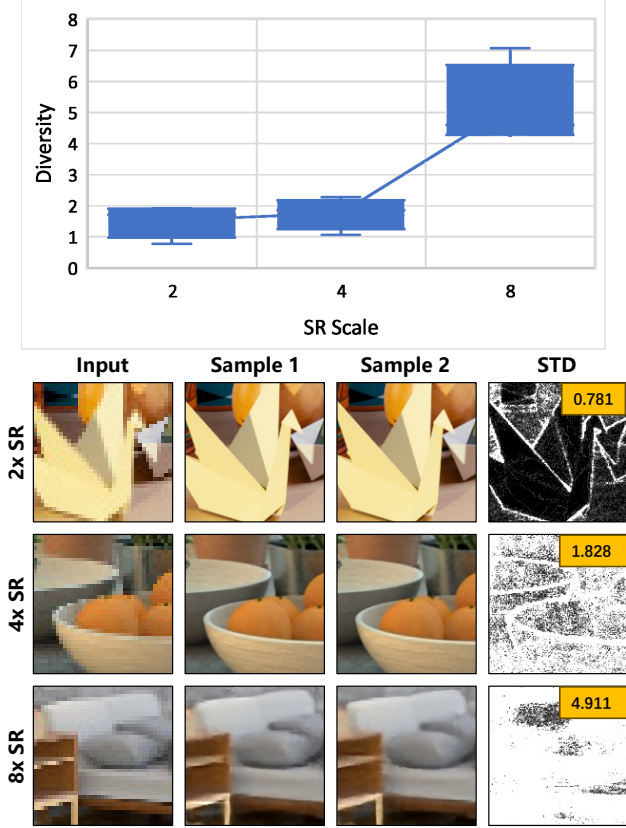 8
7
6
5
4
3
2
1
0
Diversity
2 4 8
SR Scale
Input Sample 1 Sample 2 STD
2x SR
0.781
4x SR
1.828
8x SR
4.911